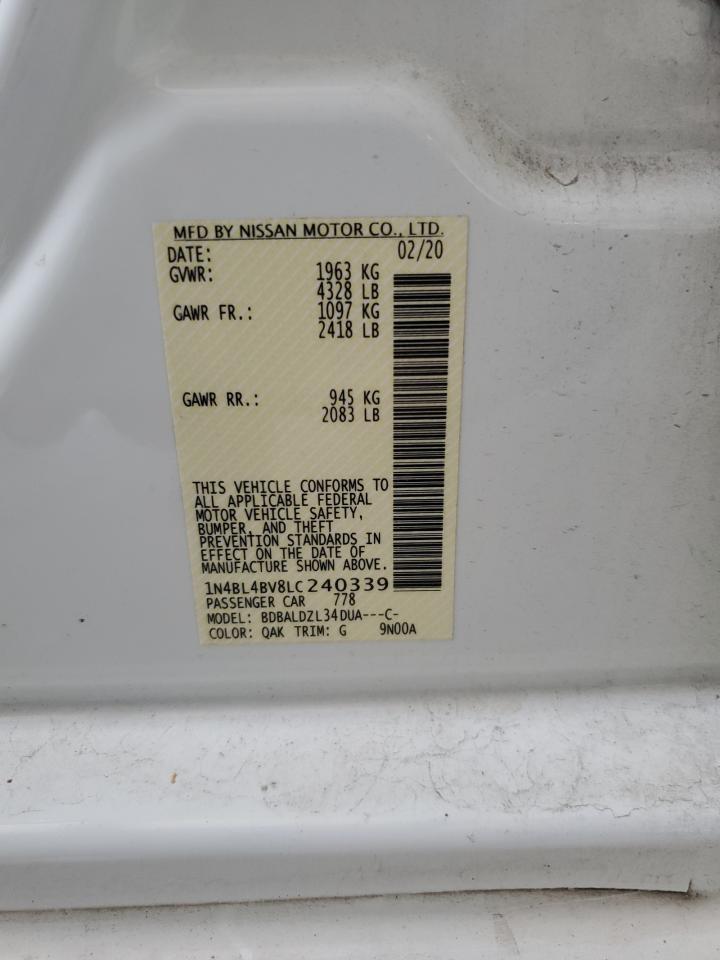 MFD BY NISSAN MOTOR CO., LTD.
DATE: 02/20
GVWR: 1963 KG
4328 LB
GAWR FR.: 1097 KG
2418 LB
GAWR RR.: 945 KG
2083 LB
THIS VEHICLE CONFORMS TO
ALL APPLICABLE FEDERAL
MOTOR VEHICLE SAFETY,
BUMPER, AND THEFT
PREVENTION STANDARDS IN
EFFECT ON THE DATE OF
MANUFACTURE SHOWN ABOVE.
1N4BL4BV8LC240339
PASSENGER CAR 778
MODEL: BDBALDZL34DUA---C-
COLOR: QAK TRIM: G 9N00A